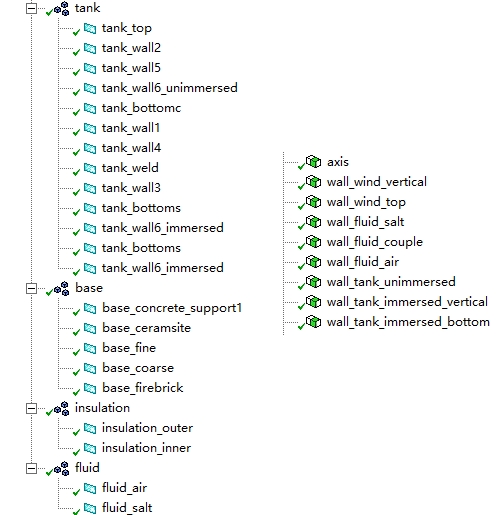 tank
tank_top
tank_wall2
tank_wall5
tank_wall6_unimmersed
tank_bottomc
tank_wall1
tank_wall4
tank_weld
tank_wall3
tank_bottoms
tank_wall6_immersed
tank_bottoms
tank_wall6_immersed
base
base_concrete_support1
base_ceramsite
base_fine
base_coarse
base_firebrick
insulation
insulation_outer
insulation_inner
fluid
fluid_air
fluid_salt
axis
wall_wind_vertical
wall_wind_top
wall_fluid_salt
wall_fluid_couple
wall_fluid_air
wall_tank_unimmersed
wall_tank_immersed_vertical
wall_tank_immersed_bottom